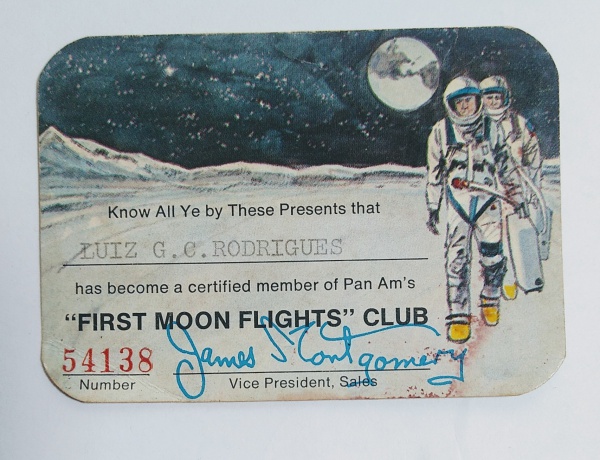 Know All Ye by These Presents that
LUIZ G.C.RODRIGUES
has become a certified member of Pan Am's
"FIRST MOON FLIGHTS" CLUB
James Montgomery
54138
Number
Vice President, Sales